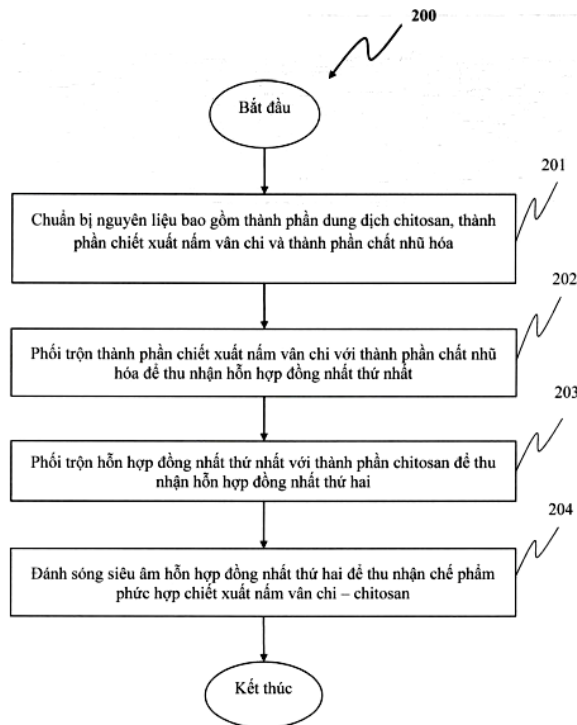 200
Bắt đầu
201
Chuẩn bị nguyên liệu bao gồm thành phần dung dịch chitosan, thành
phần chiết xuất nấm vân chi và thành phần chất nhũ hóa
202
Phối trộn thành phần chiết xuất nấm vân chi với thành phần chất nhũ
hóa để thu nhận hỗn hợp đồng nhất thứ nhất
203
Phối trộn hỗn hợp đồng nhất thứ nhất với thành phần chitosan để thu
nhận hỗn hợp đồng nhất thứ hai
204
Đánh sóng siêu âm hỗn hợp đồng nhất thứ hai để thu nhận chế phẩm
phức hợp chiết xuất nấm vân chi – chitosan
Kết thúc